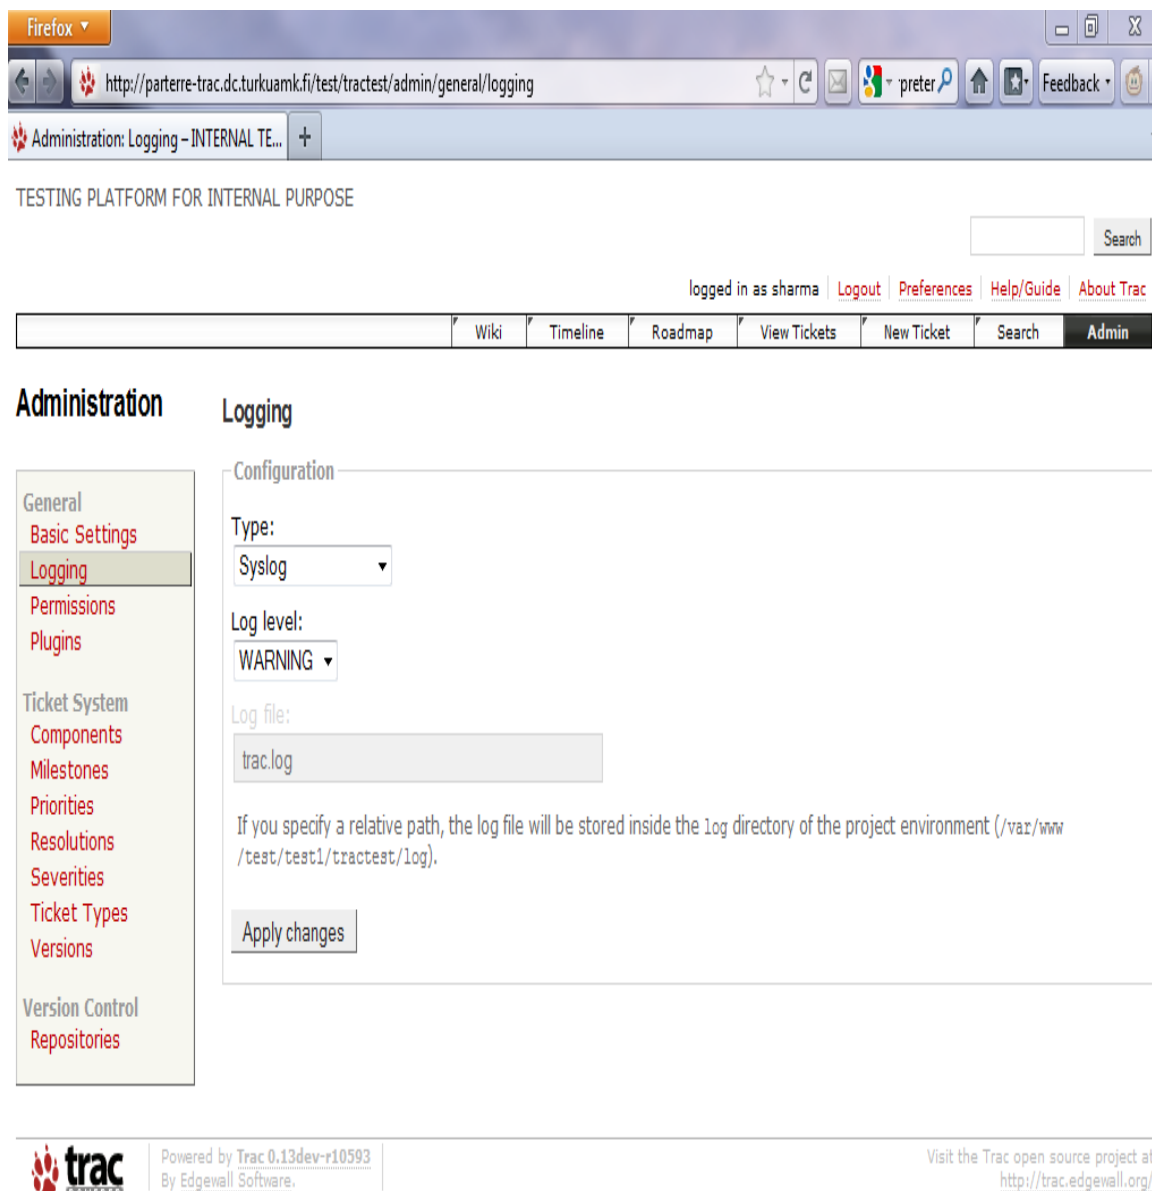 Firefox
http://parterre-trac.dc.turkuamk.fi/test/tractest/admin/general/logging
preter
Feedback
Administration: Logging – INTERNAL TE...
TESTING PLATFORM FOR INTERNAL PURPOSE
Search
logged in as sharma Logout Preferences Help/Guide About Trac
Wiki Timeline Roadmap View Tickets New Ticket Search Admin
Administration
Logging
General
Basic Settings
Logging
Permissions
Plugins
Ticket System
Components
Milestones
Priorities
Resolutions
Severities
Ticket Types
Versions
Version Control
Repositories
Configuration
Type:
Syslog
Log level:
WARNING
Log file:
trac.log
If you specify a relative path, the log file will be stored inside the log directory of the project environment (/var/www
/test/test1/tractest/log).
Apply changes
trac
Powered by Trac 0.13dev-r10593
By Edgewall Software.
Visit the Trac open source project at
http://trac.edgewall.org/